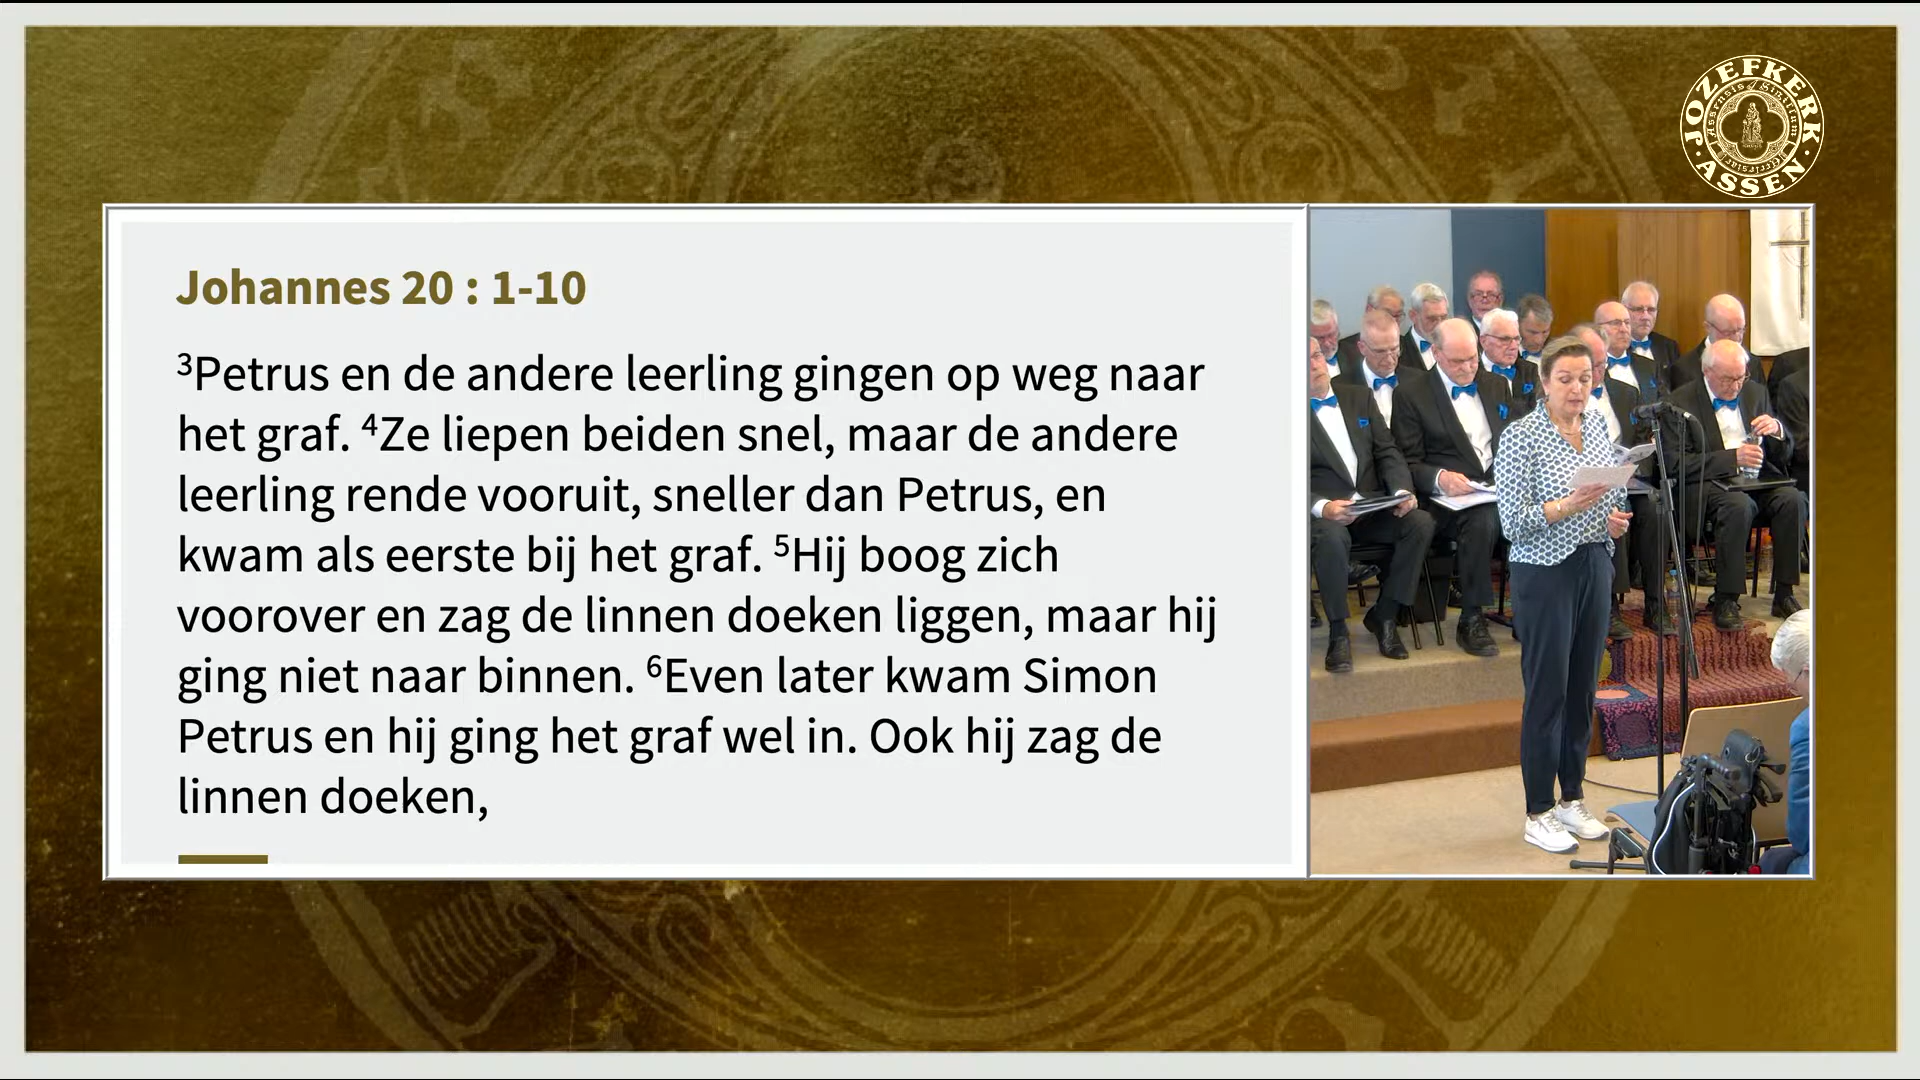 JOZEFKERK
ASSEN
Johannes 20 : 1-10
³Petrus en de andere leerling gingen op weg naar
het graf. ⁴Ze liepen beiden snel, maar de andere
leerling rende vooruit, sneller dan Petrus, en
kwam als eerste bij het graf. ⁵Hij boog zich
voorover en zag de linnen doeken liggen, maar hij
ging niet naar binnen. ⁶Even later kwam Simon
Petrus en hij ging het graf wel in. Ook hij zag de
linnen doeken,